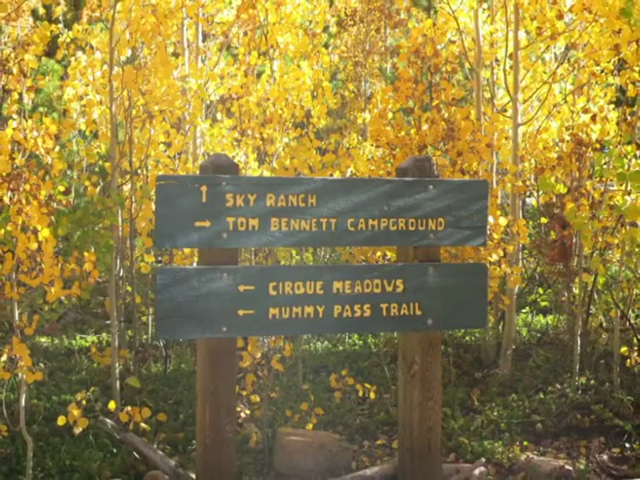 ↑ SKY RANCH
→ TOM BENNETT CAMPGROUND
← CIRQUE MEADOWS
← MUMMY PASS TRAIL